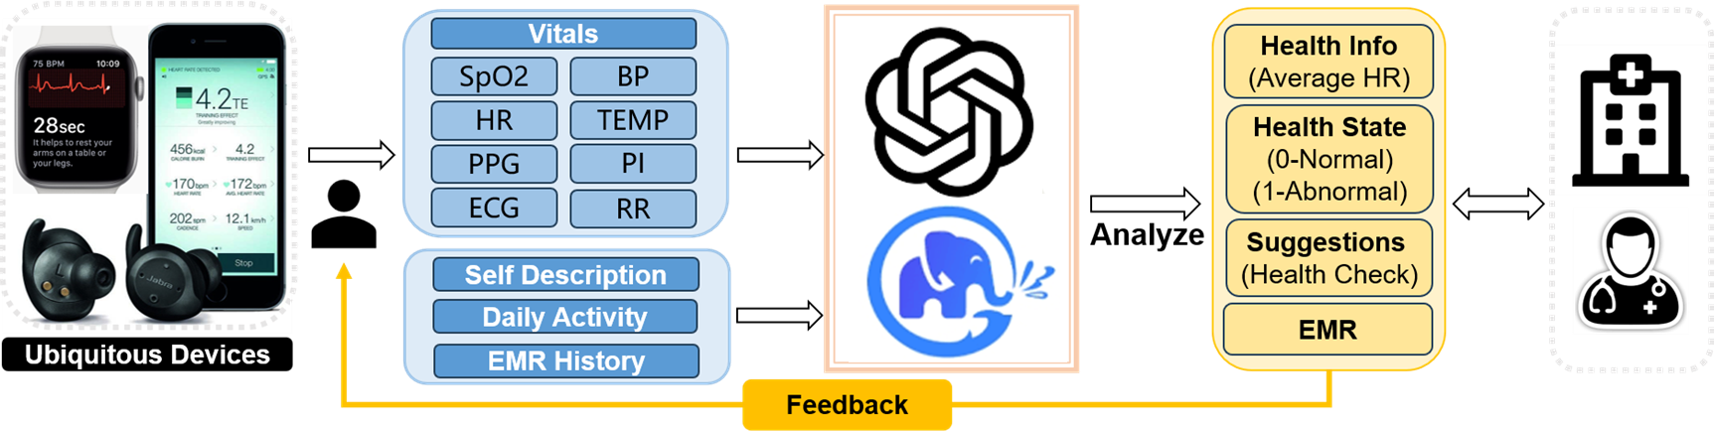 75 BPM 10:09
28sec
It helps to rest your
arms on a table or
your legs.
HEART RATE DETECTED
GPS
4.2TE
TRAINING EFFECT
Greatly improving
456kcal 4.2
CALORIE BURN TRAINING EFFECT
170bpm 172bpm
HEART RATE AVG. HEART RATE
202spm 12.1km/h
CADENCE SPEED
Stop
L
Jabra
Ubiquitous Devices
Vitals
SpO2 BP
HR TEMP
PPG PI
ECG RR
Self Description
Daily Activity
EMR History
Analyze
Health Info
(Average HR)
Health State
(0-Normal)
(1-Abnormal)
Suggestions
(Health Check)
EMR
Feedback